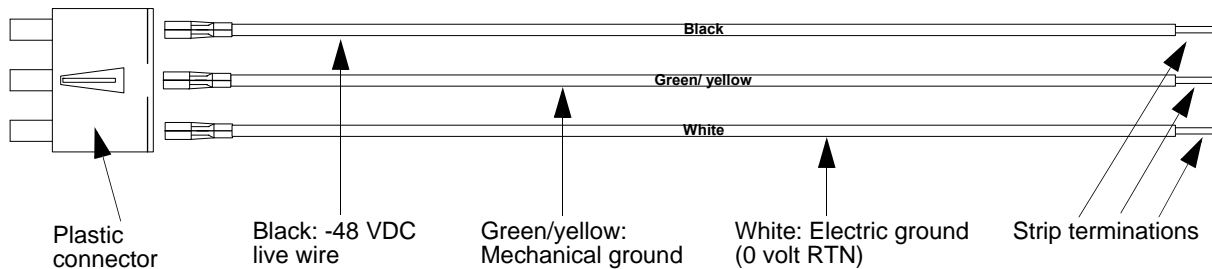 Black
Green/ yellow
White
Plastic
connector
Black: -48 VDC
live wire
Green/yellow:
Mechanical ground
White: Electric ground
(0 volt RTN)
Strip terminations